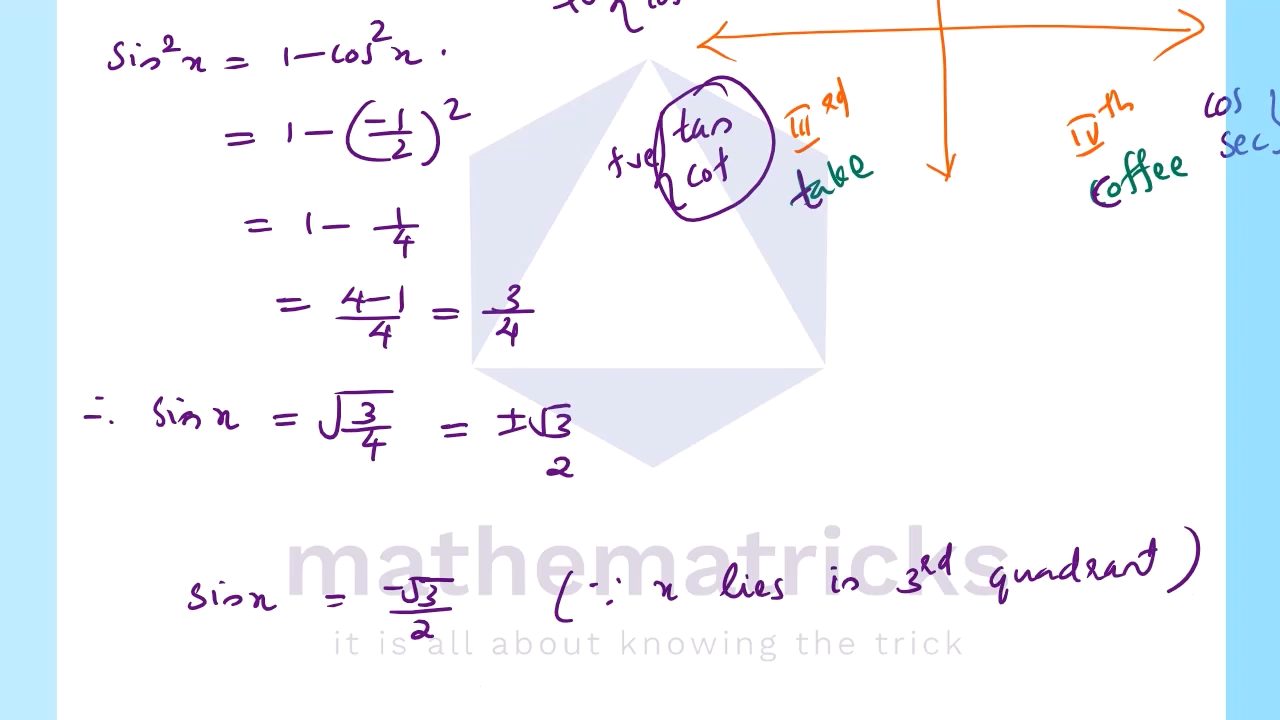 sin²x = 1-cos²x.
= 1-(-1/2)²
= 1-1/4
= 4-1/4 = 3/4
∴ sin x = √3/4 = ±√3/2
sin x = -√3/2 (∵ x lies in 3rd quadrant)
+ve
tan
cot
IIIrd
take
IVth
coffee
cos
sec
mathematricks
it is all about knowing the trick